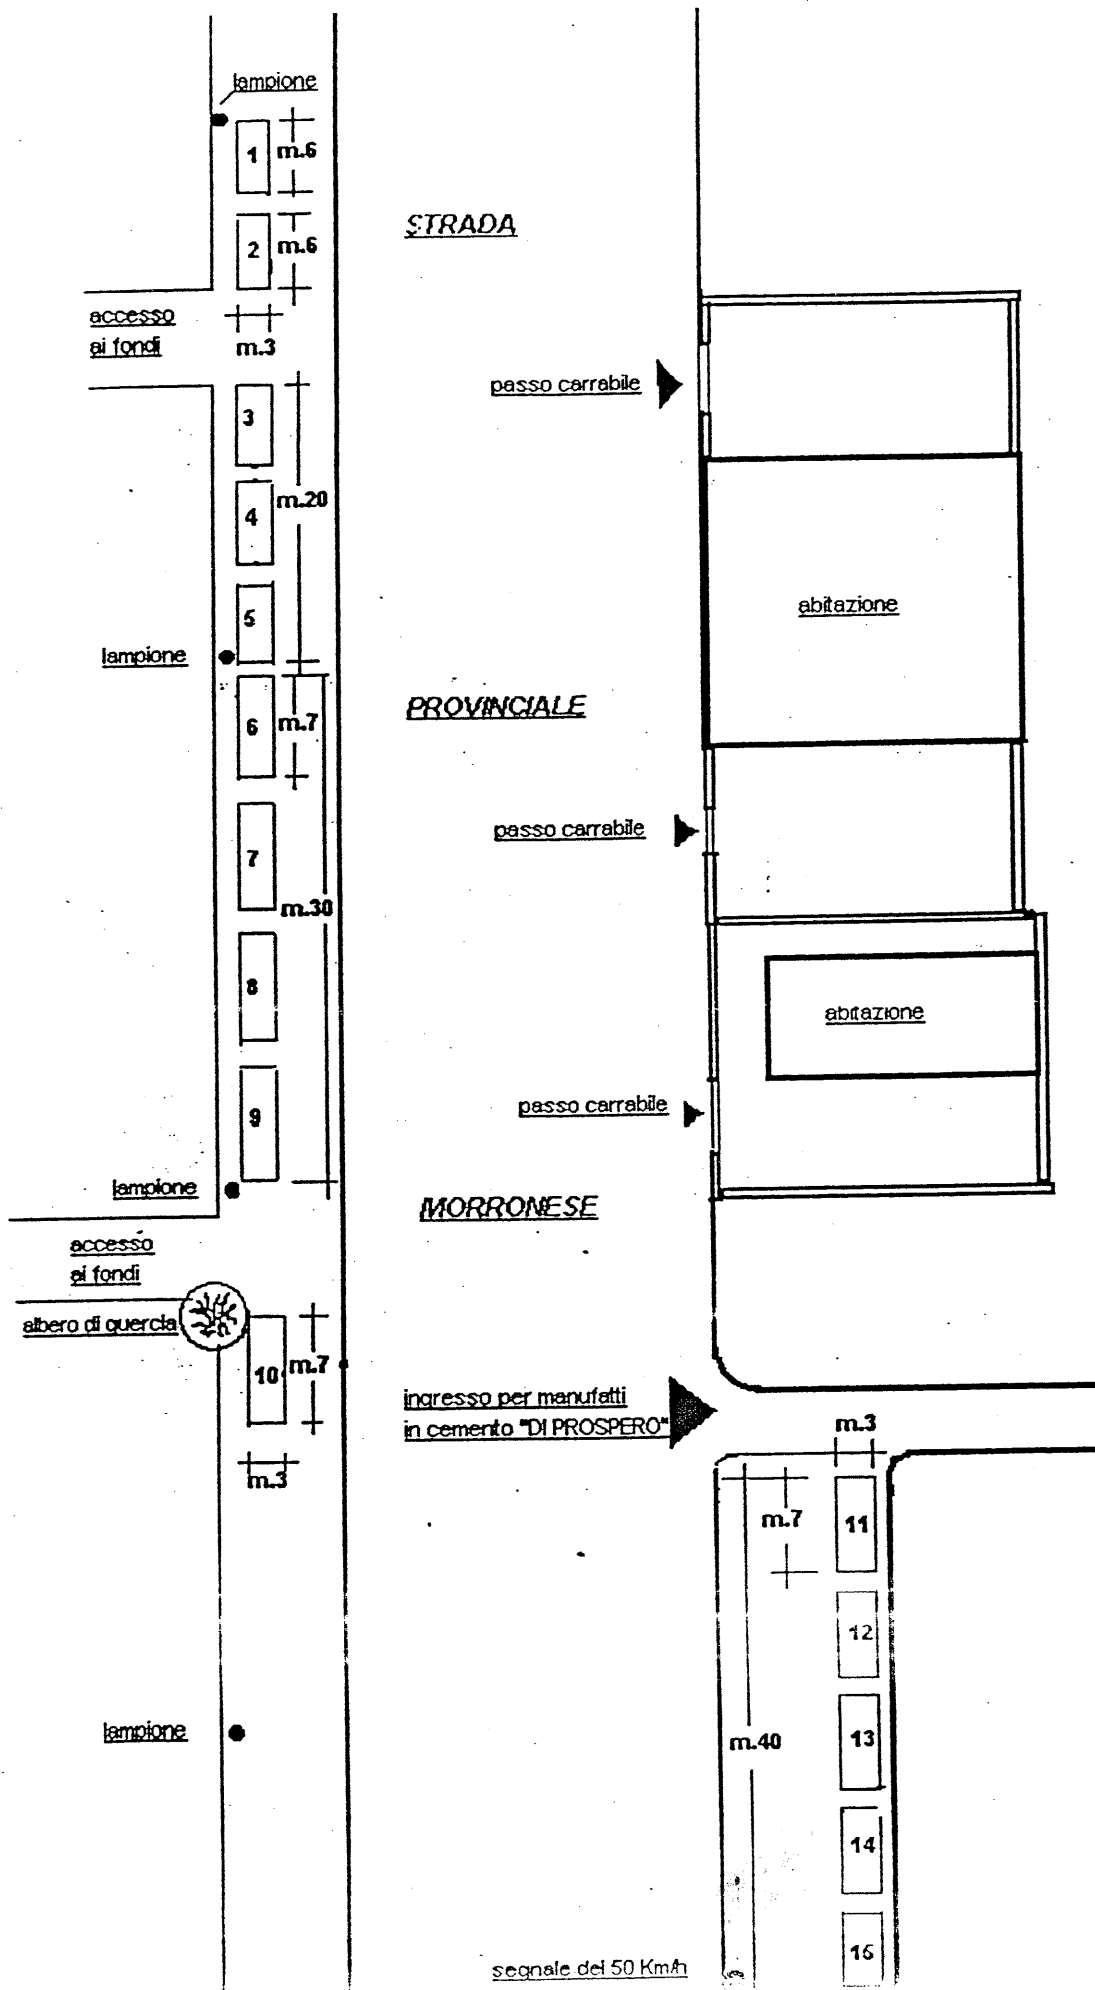 lampione
1
m.6
STRADA
2
m.6
accesso
ai fondi
m.3
passo carrabile
3
m.20
4
abitazione
5
lampione
PROVINCIALE
6
m.7
passo carrabile
7
m.30
8
abitazione
passo carrabile
9
lampione
MORRONESE
accesso
ai fondi
albero di quercia
10
m.7
ingresso per manufatti
in cemento "DI PROSPERO"
m.3
m.3
m.7
11
12
lampione
m.40
13
14
15
segnale dei 50 Km/h